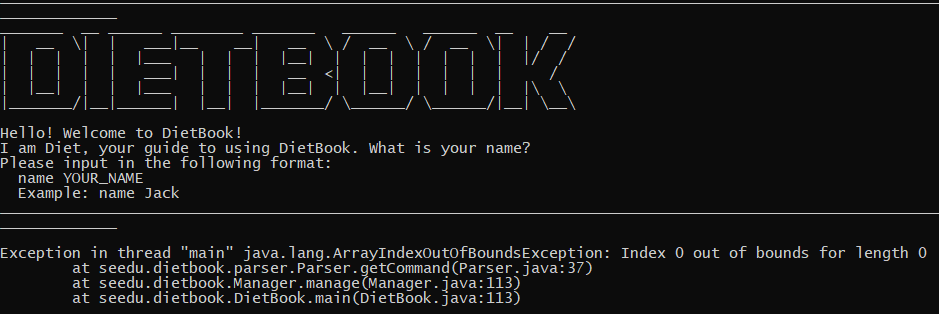 DIETBOOK
Hello! Welcome to DietBook!
I am Diet, your guide to using DietBook. What is your name?
Please input in the following format:
  name YOUR_NAME
  Example: name Jack
Exception in thread "main" java.lang.ArrayIndexOutOfBoundsException: Index 0 out of bounds for length 0
        at seedu.dietbook.parser.Parser.getCommand(Parser.java:37)
        at seedu.dietbook.Manager.manage(Manager.java:113)
        at seedu.dietbook.DietBook.main(DietBook.java:113)